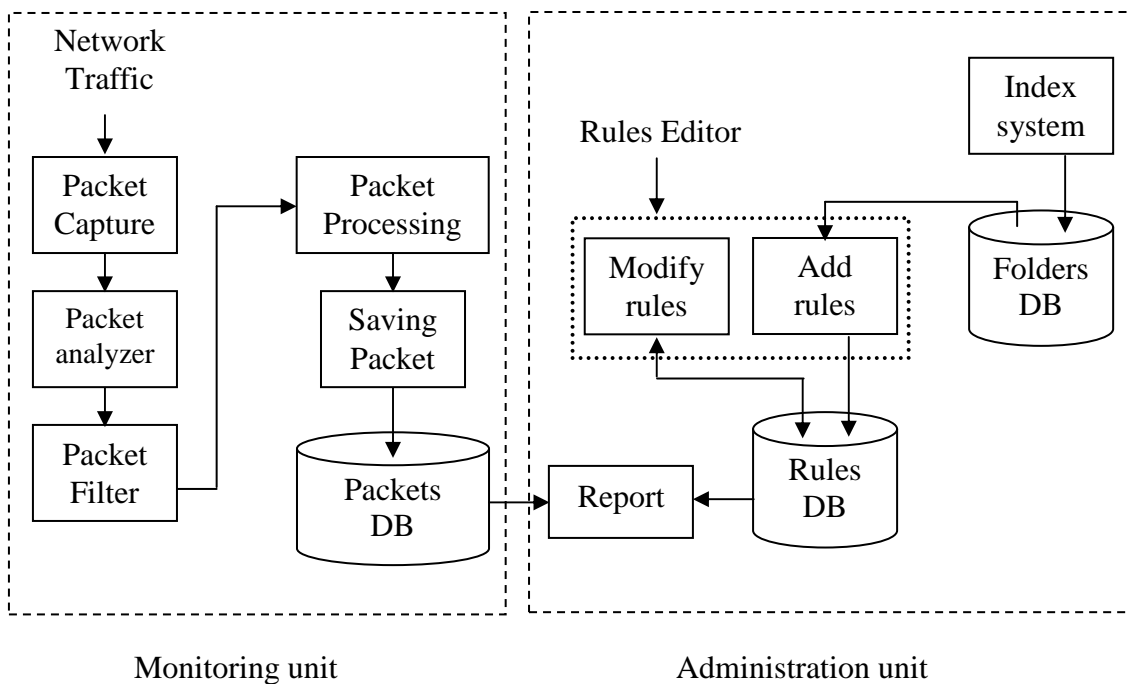 Network
Traffic
Packet
Capture
Packet
analyzer
Packet
Filter
Packet
Processing
Saving
Packet
Packets
DB
Monitoring unit
Rules Editor
Modify
rules
Add
rules
Index
system
Folders
DB
Rules
DB
Report
Administration unit